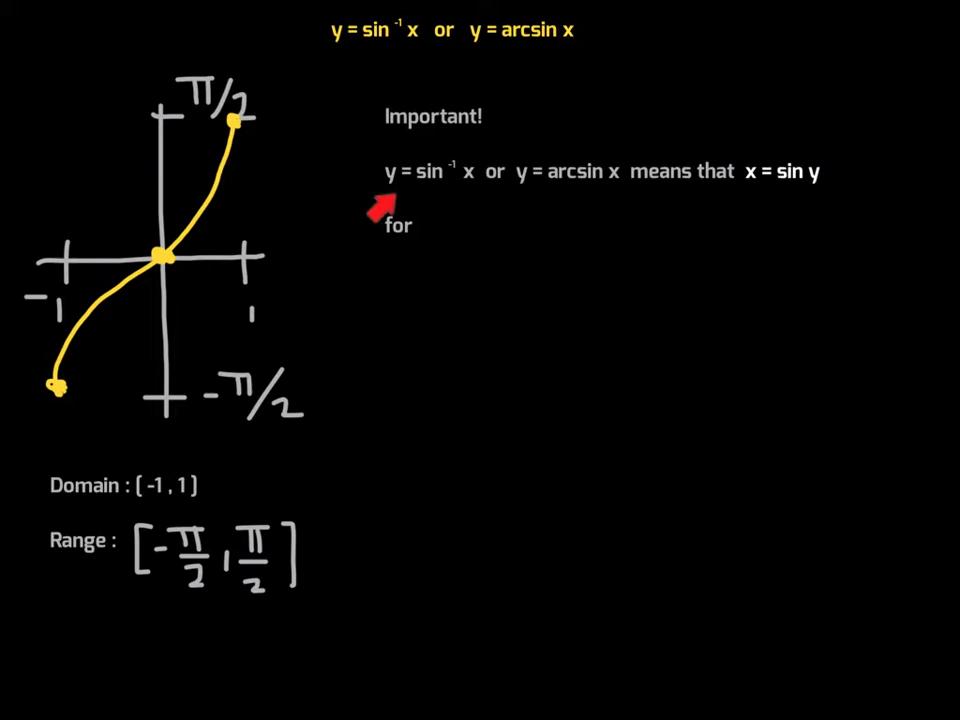 y = sin⁻¹ x or y = arcsin x
π/2
Important!
y = sin⁻¹ x or y = arcsin x means that x = sin y
for
-1
1
-π/2
Domain : [ -1 , 1 ]
Range : [-π/2 , π/2]